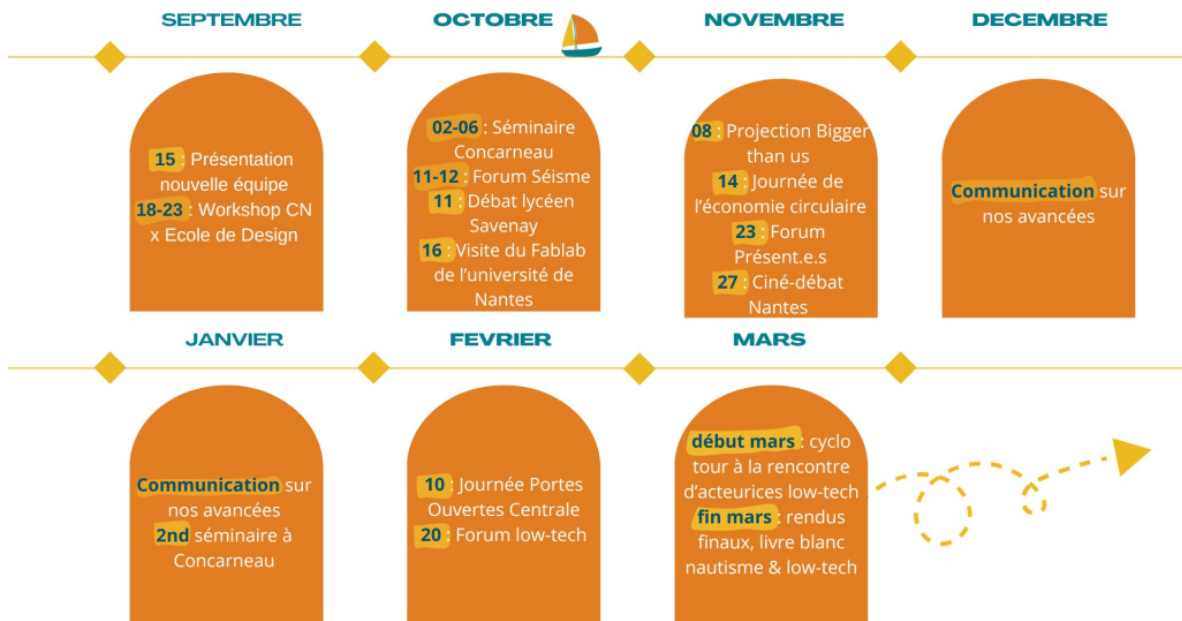 SEPTEMBRE
15 : Présentation
nouvelle équipe
18-23 : Workshop CN
x Ecole de Design
OCTOBRE
02-06 : Séminaire
Concarneau
11-12 : Forum Séisme
11 : Débat lycéen
Savenay
16 : Visite du Fablab
de l'université de
Nantes
NOVEMBRE
08 : Projection Bigger
than us
14 : Journée de
l'économie circulaire
23 : Forum
Présent.e.s
27 : Ciné-débat
Nantes
DECEMBRE
Communication sur
nos avancées
JANVIER
Communication sur
nos avancées
2nd séminaire à
Concarneau
FEVRIER
10 : Journée Portes
Ouvertes Centrale
20 : Forum low-tech
MARS
début mars : cyclo
tour à la rencontre
d'acteurices low-tech
fin mars : rendus
finaux, livre blanc
nautisme & low-tech